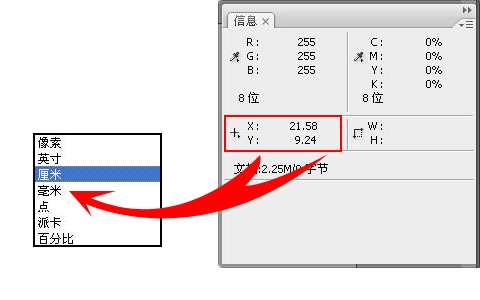 信息 ×
R: 255 C: 0%
G: 255 M: 0%
B: 255 Y: 0%
K: 0%
8 位 8 位
X: 21.58 W:
Y: 9.24 H:
文档:2.25M/0 字节
像素
英寸
厘米
毫米
点
派卡
百分比